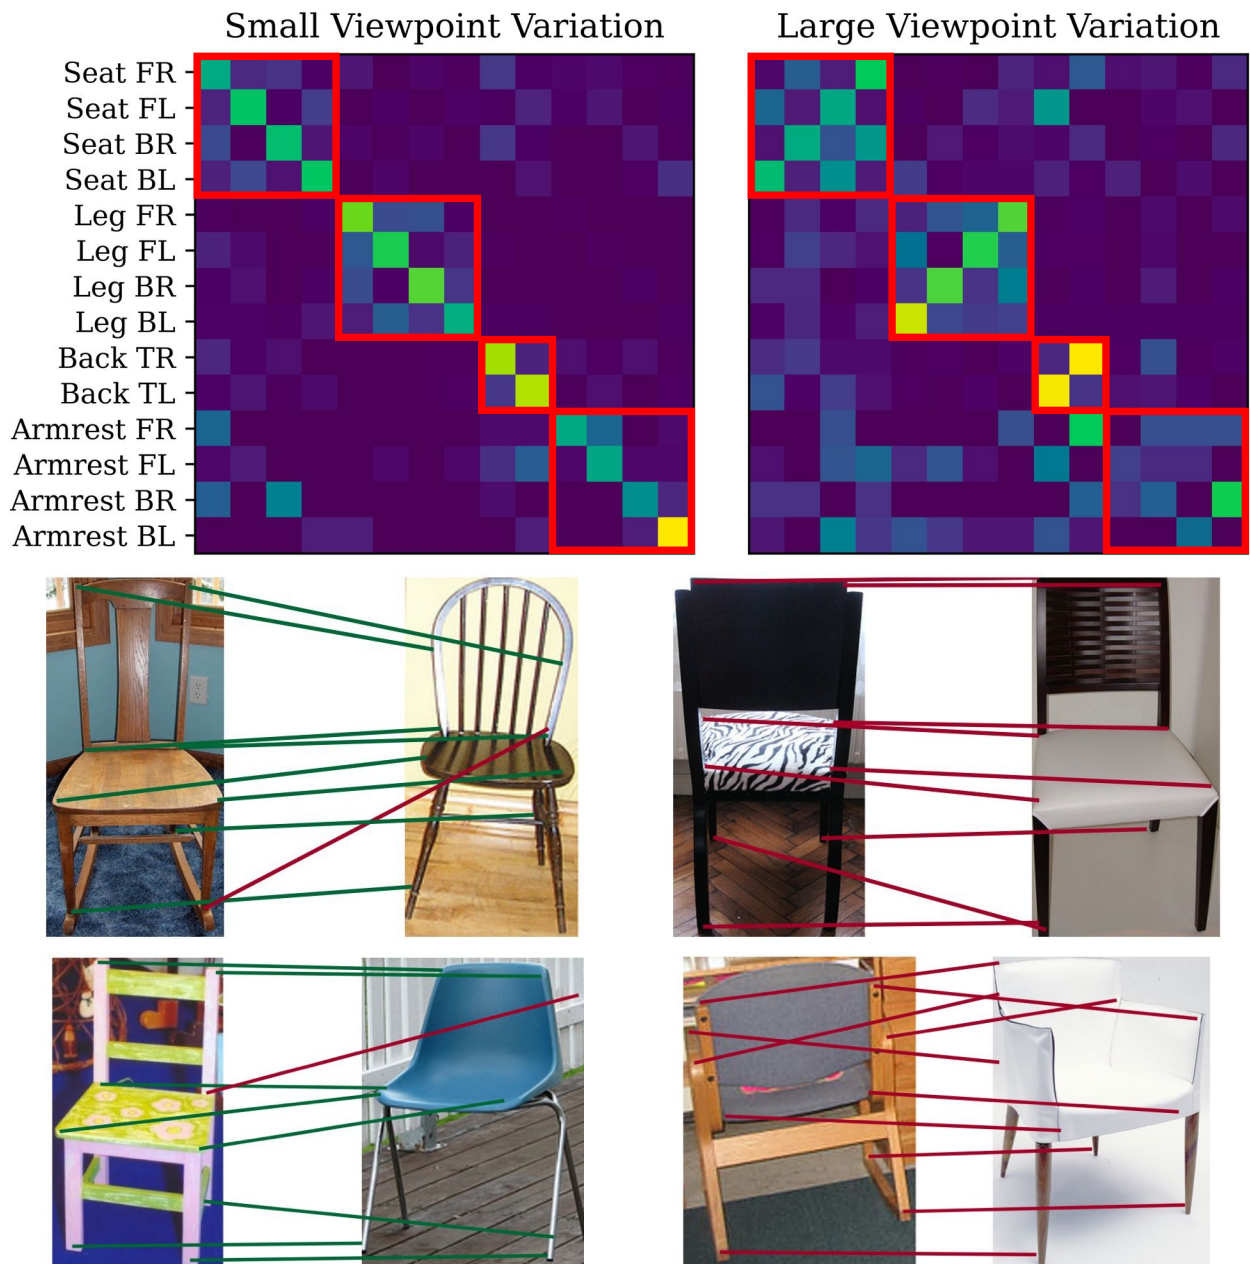 Small Viewpoint Variation
Large Viewpoint Variation
Seat FR
Seat FL
Seat BR
Seat BL
Leg FR
Leg FL
Leg BR
Leg BL
Back TR
Back TL
Armrest FR
Armrest FL
Armrest BR
Armrest BL